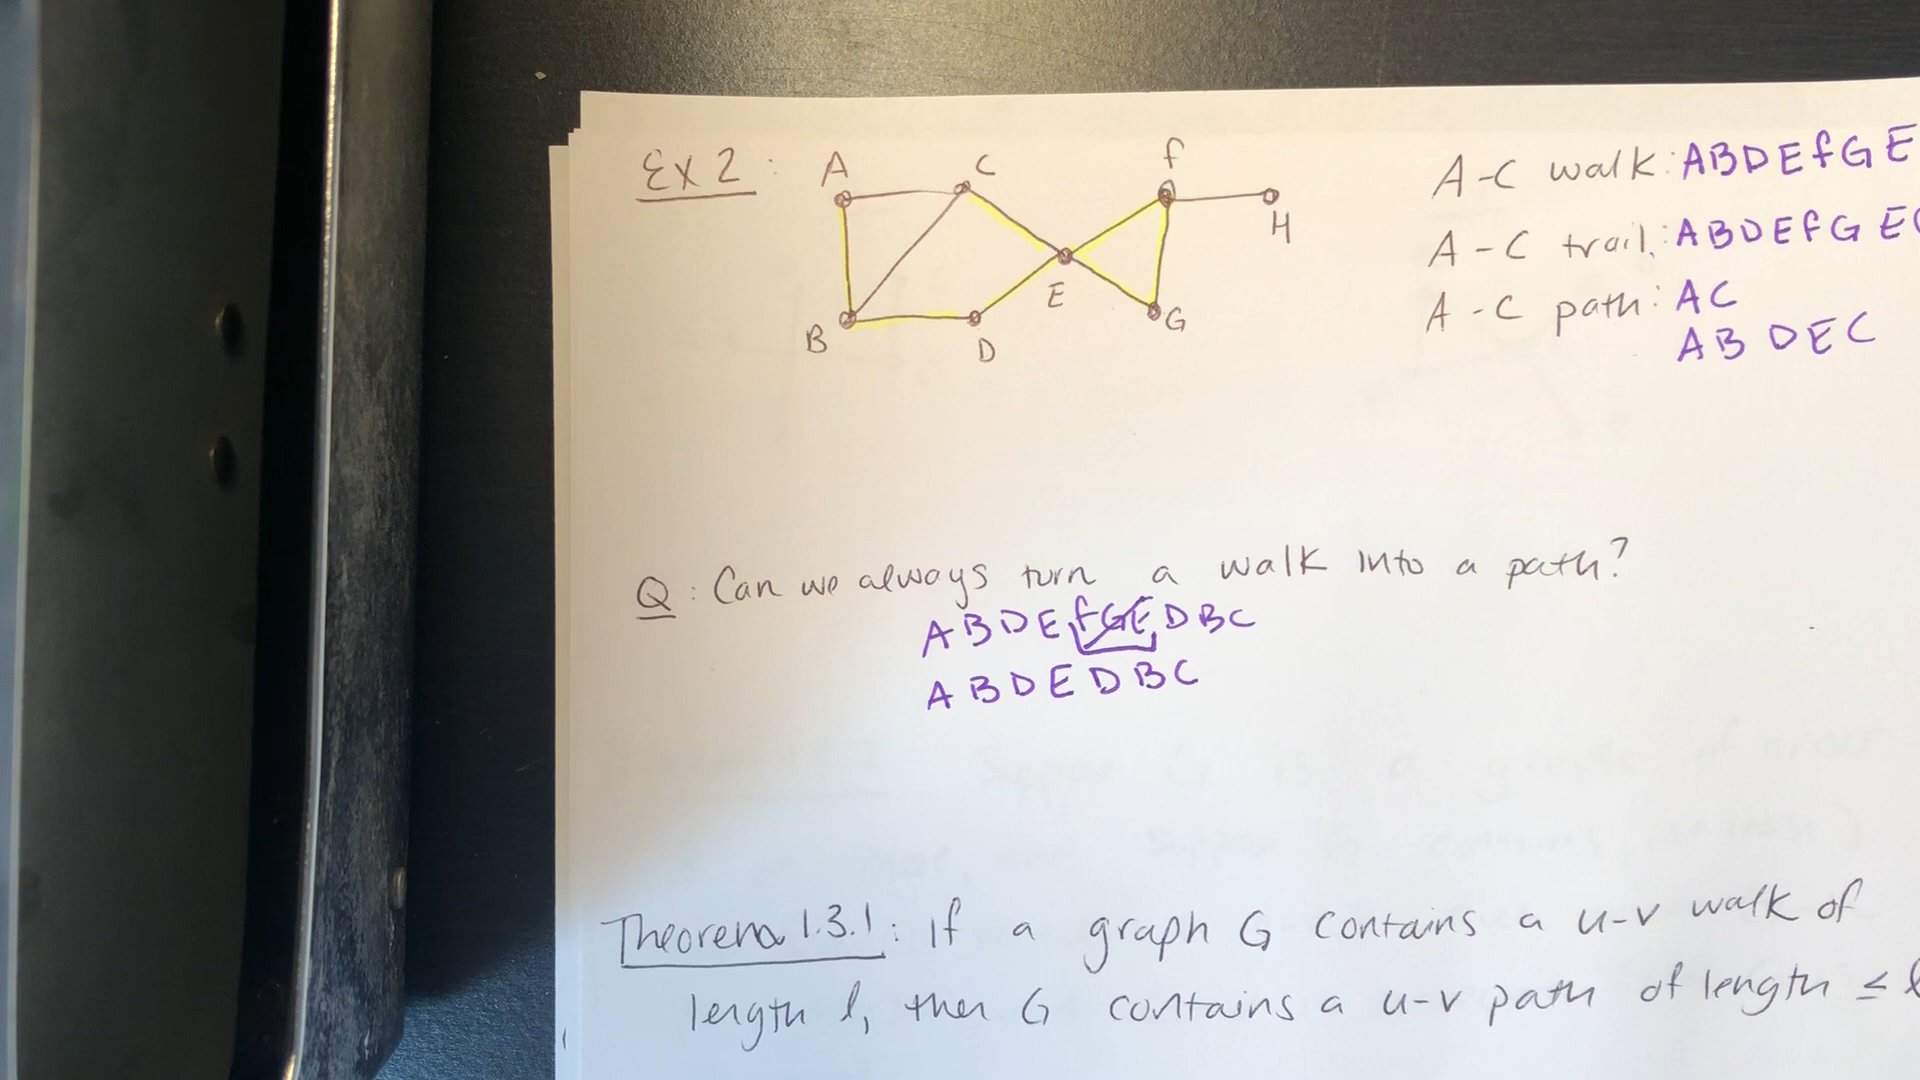 Ex 2:
A C f
H
B D E G
A-C walk: ABDEfGE
A-C trail: ABDEfGE
A-C path: AC
ABDEC
Q: Can we always turn a walk into a path?
ABDEfGEDBC
ABDEDBC
Theorem 1.3.1: If a graph G contains a u-v walk of
length l, then G contains a u-v path of length ≤ l